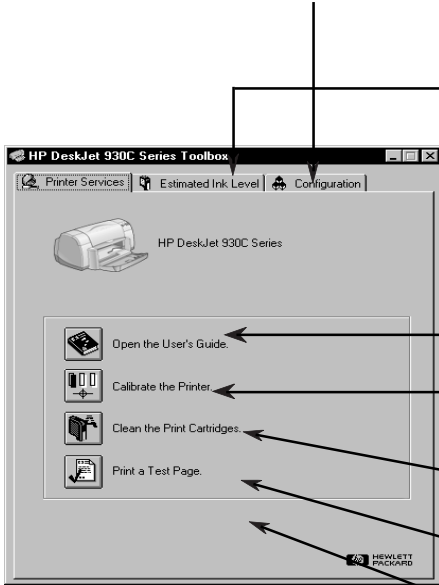 HP DeskJet 930C Series Toolbox
Printer Services Estimated Ink Level Configuration
HP DeskJet 930C Series
Open the User's Guide.
Calibrate the Printer.
Clean the Print Cartridges.
Print a Test Page.
hp HEWLETT
PACKARD